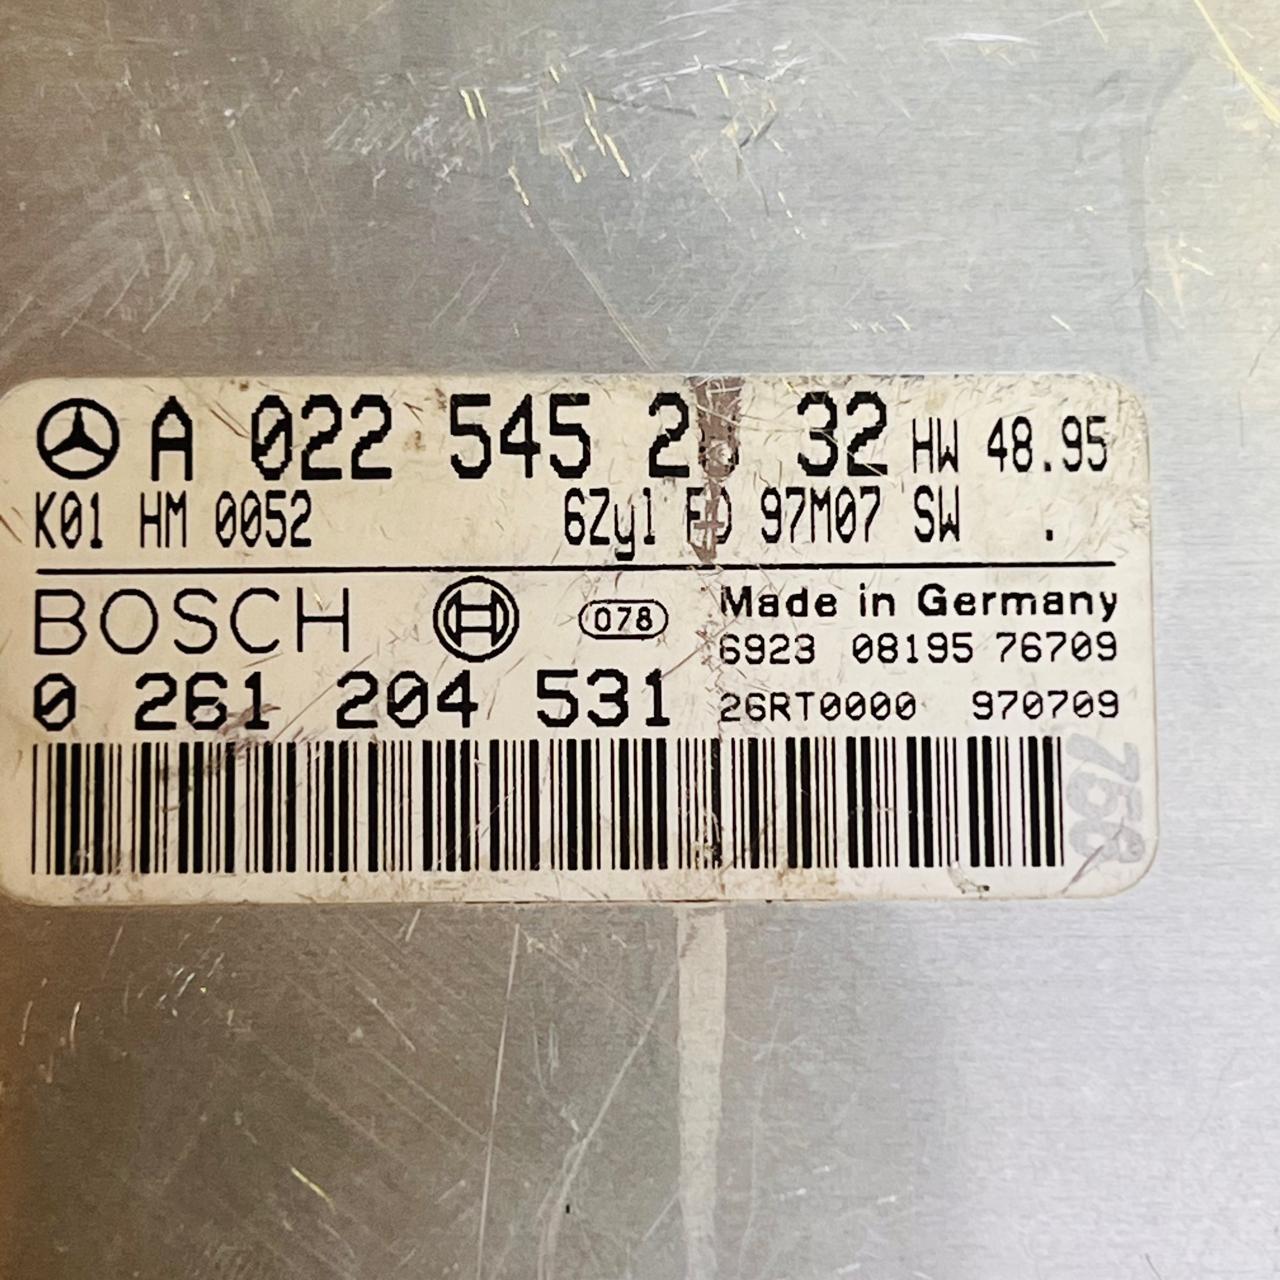 A 022 545 32 HW 48.95
K01 HM 0052 6Zyl 97M07 SW .
BOSCH 078 Made in Germany
6923 08195 76709
0 261 204 531 26RT0000 970709
756